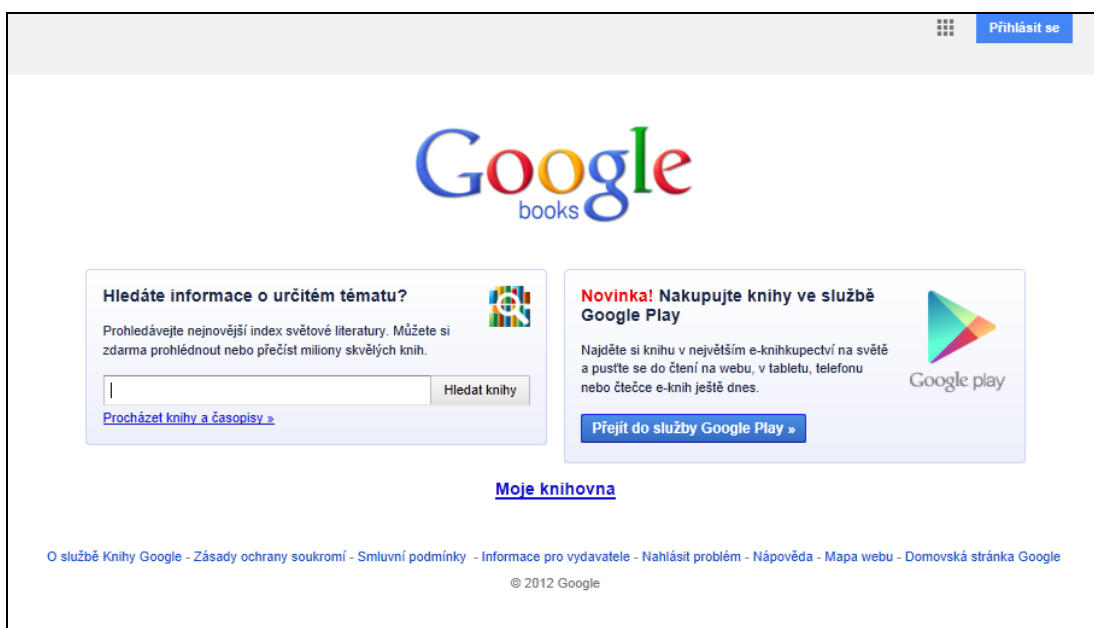 Přihlásit se
Google
books
Hledáte informace o určitém tématu?
Prohledávejte nejnovější index světové literatury. Můžete si
zdarma prohlédnout nebo přečíst miliony skvělých knih.
Hledat knihy
Procházet knihy a časopisy »
Novinka! Nakupujte knihy ve službě
Google Play
Najděte si knihu v největším e-knihkupectví na světě
a pusťte se do čtení na webu, v tabletu, telefonu
nebo čtečce e-knih ještě dnes.
Google play
Přejít do služby Google Play »
Moje knihovna
O službě Knihy Google - Zásady ochrany soukromí - Smluvní podmínky - Informace pro vydavatele - Nahlásit problém - Nápověda - Mapa webu - Domovská stránka Google
© 2012 Google